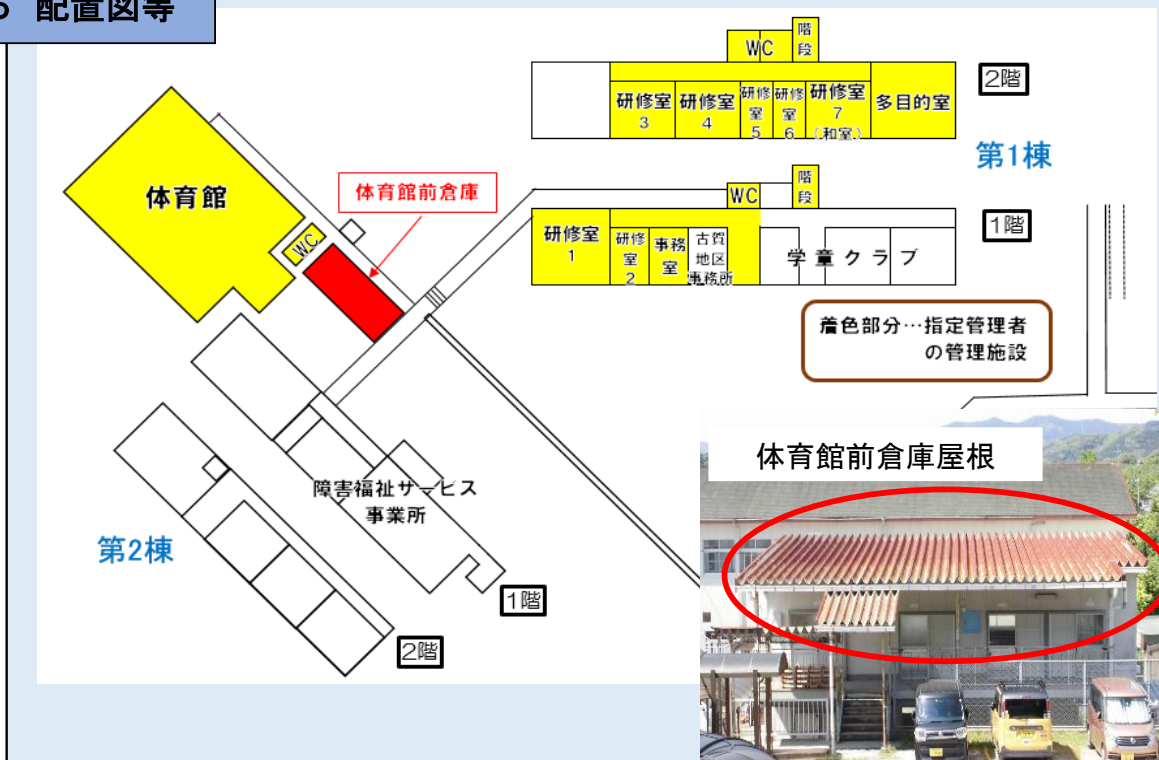 配置図等
WC
階
段
2階
研修室
3
研修室
4
研修
室
5
研修
室
6
研修室
7
(和室)
多目的室
第1棟
体育館
体育館前倉庫
WC
WC
階
段
1階
研修室
1
研修
室
2
事務
室
古賀
地区
事務所
学童クラブ
着色部分…指定管理者
の管理施設
体育館前倉庫屋根
障害福祉サービス
事業所
第2棟
1階
2階